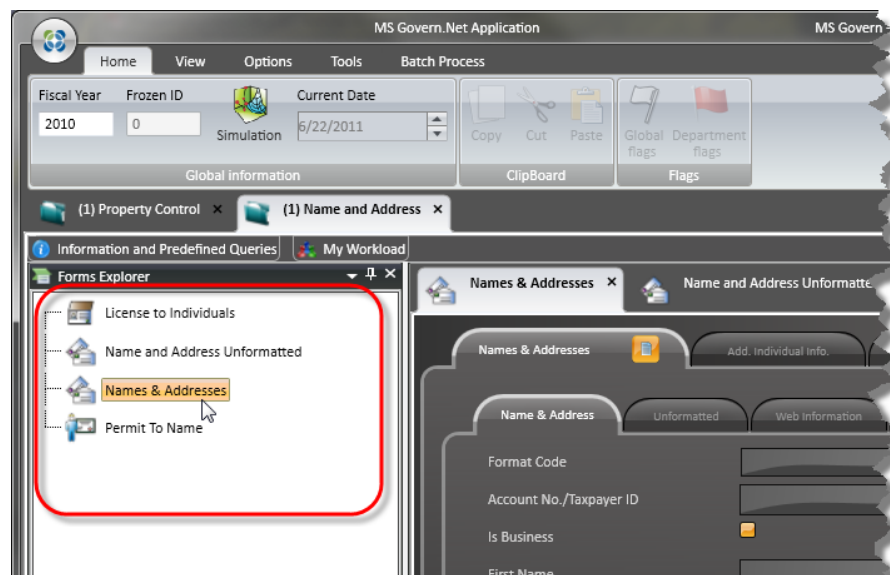 MS Govern.Net Application
MS Govern
Home View Options Tools Batch Process
Fiscal Year Frozen ID Current Date
2010 0 Simulation 6/22/2011
Copy Cut Paste Global flags Department flags
Global information ClipBoard Flags
(1) Property Control × (1) Name and Address ×
Information and Predefined Queries My Workload
Forms Explorer
License to Individuals
Name and Address Unformatted
Names & Addresses
Permit To Name
Names & Addresses × Name and Address Unformatte
Names & Addresses Add. Individual Info.
Name & Address Unformatted Web Information
Format Code
Account No./Taxpayer ID
Is Business
First Name